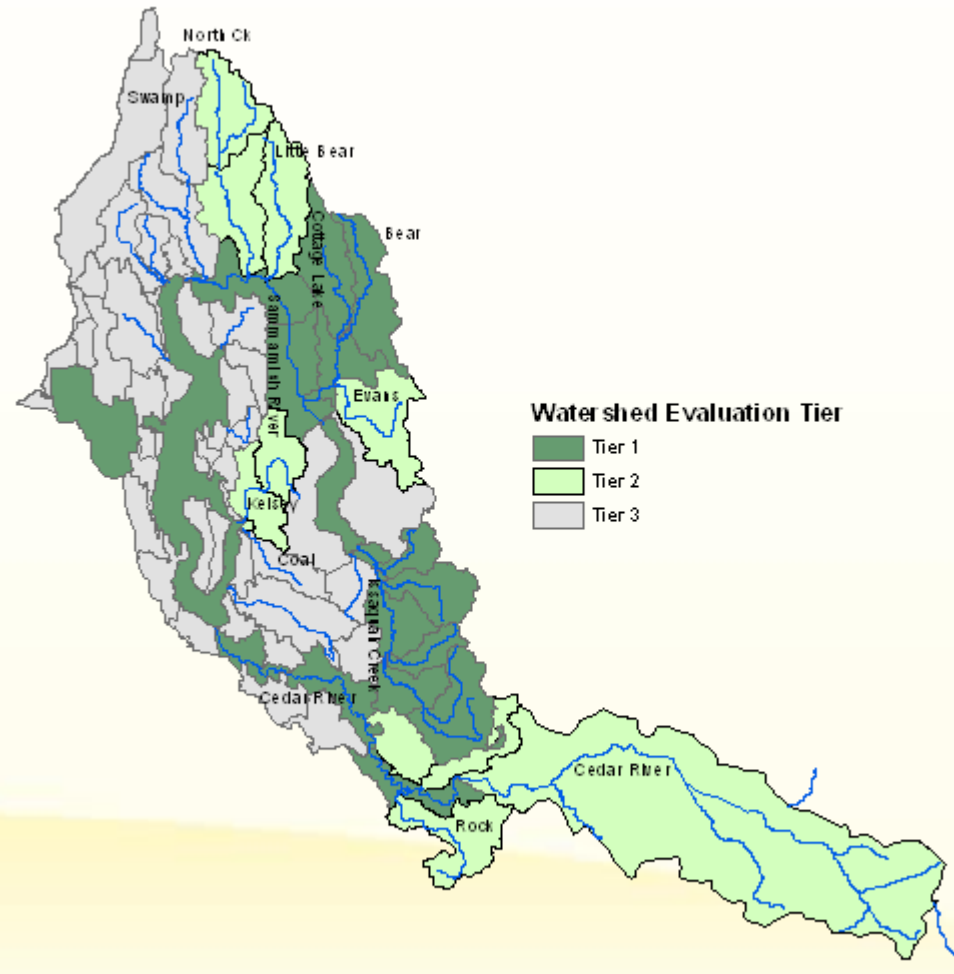 North Ck
Swamp
Little Bear
Bear
Cottage Lake
Sammamish River
Evans
Watershed Evaluation Tier
Tier 1
Tier 2
Tier 3
Kelsey
Coal
Issaquah Creek
Cedar River
Cedar River
Rock